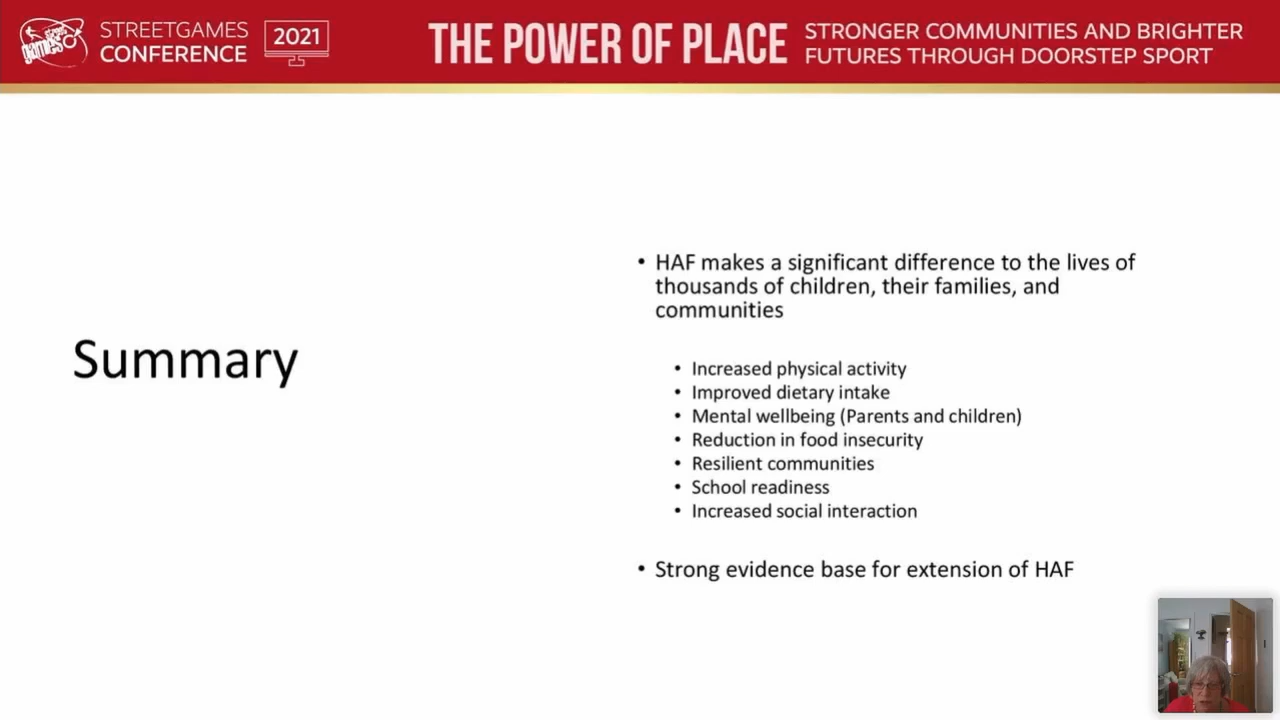 STREETGAMES
CONFERENCE
2021
THE POWER OF PLACE
STRONGER COMMUNITIES AND BRIGHTER
FUTURES THROUGH DOORSTEP SPORT
Summary
• HAF makes a significant difference to the lives of
thousands of children, their families, and
communities
• Increased physical activity
• Improved dietary intake
• Mental wellbeing (Parents and children)
• Reduction in food insecurity
• Resilient communities
• School readiness
• Increased social interaction
• Strong evidence base for extension of HAF